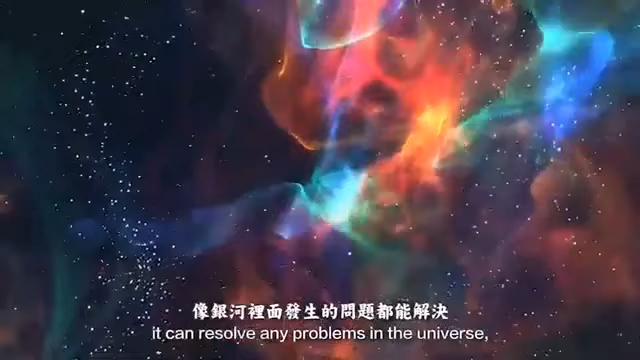 像銀河裡面發生的問題都能解決
it can resolve any problems in the universe,